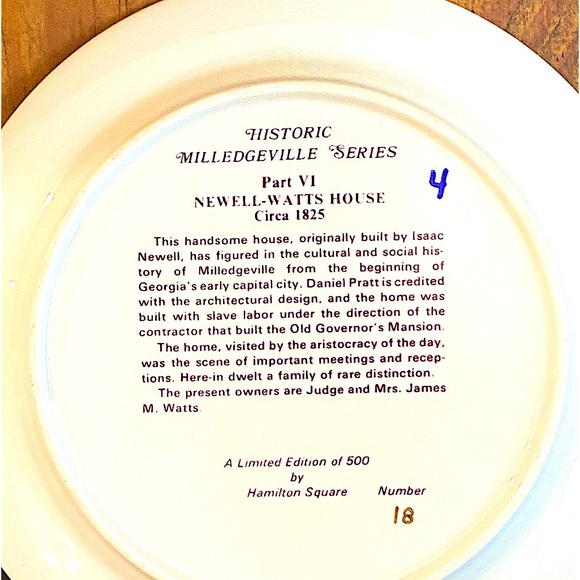 HISTORIC
MILLEDGEVILLE SERIES
Part VI
4
NEWELL-WATTS HOUSE
Circa 1825
This handsome house, originally built by Isaac
Newell, has figured in the cultural and social his-
tory of Milledgeville from the beginning of
Georgia's early capital city. Daniel Pratt is credited
with the architectural design, and the home was
built with slave labor under the direction of the
contractor that built the Old Governor's Mansion.
The home, visited by the aristocracy of the day,
was the scene of important meetings and recep-
tions. Here-in dwelt a family of rare distinction.
The present owners are Judge and Mrs. James
M. Watts.
A Limited Edition of 500
by
Hamilton Square Number
18